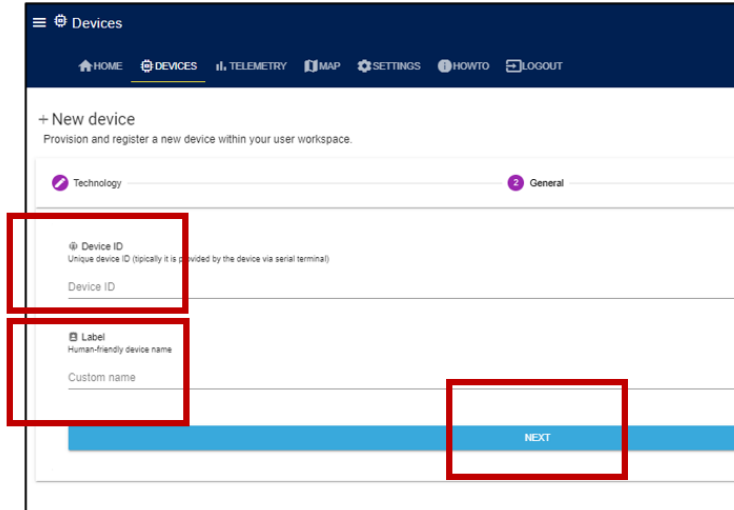 Devices
HOME DEVICES TELEMETRY MAP SETTINGS HOWTO LOGOUT
+ New device
Provision and register a new device within your user workspace.
Technology 2 General
Device ID
Unique device ID (tipically it is provided by the device via serial terminal)
Device ID
Label
Human-friendly device name
Custom name
NEXT